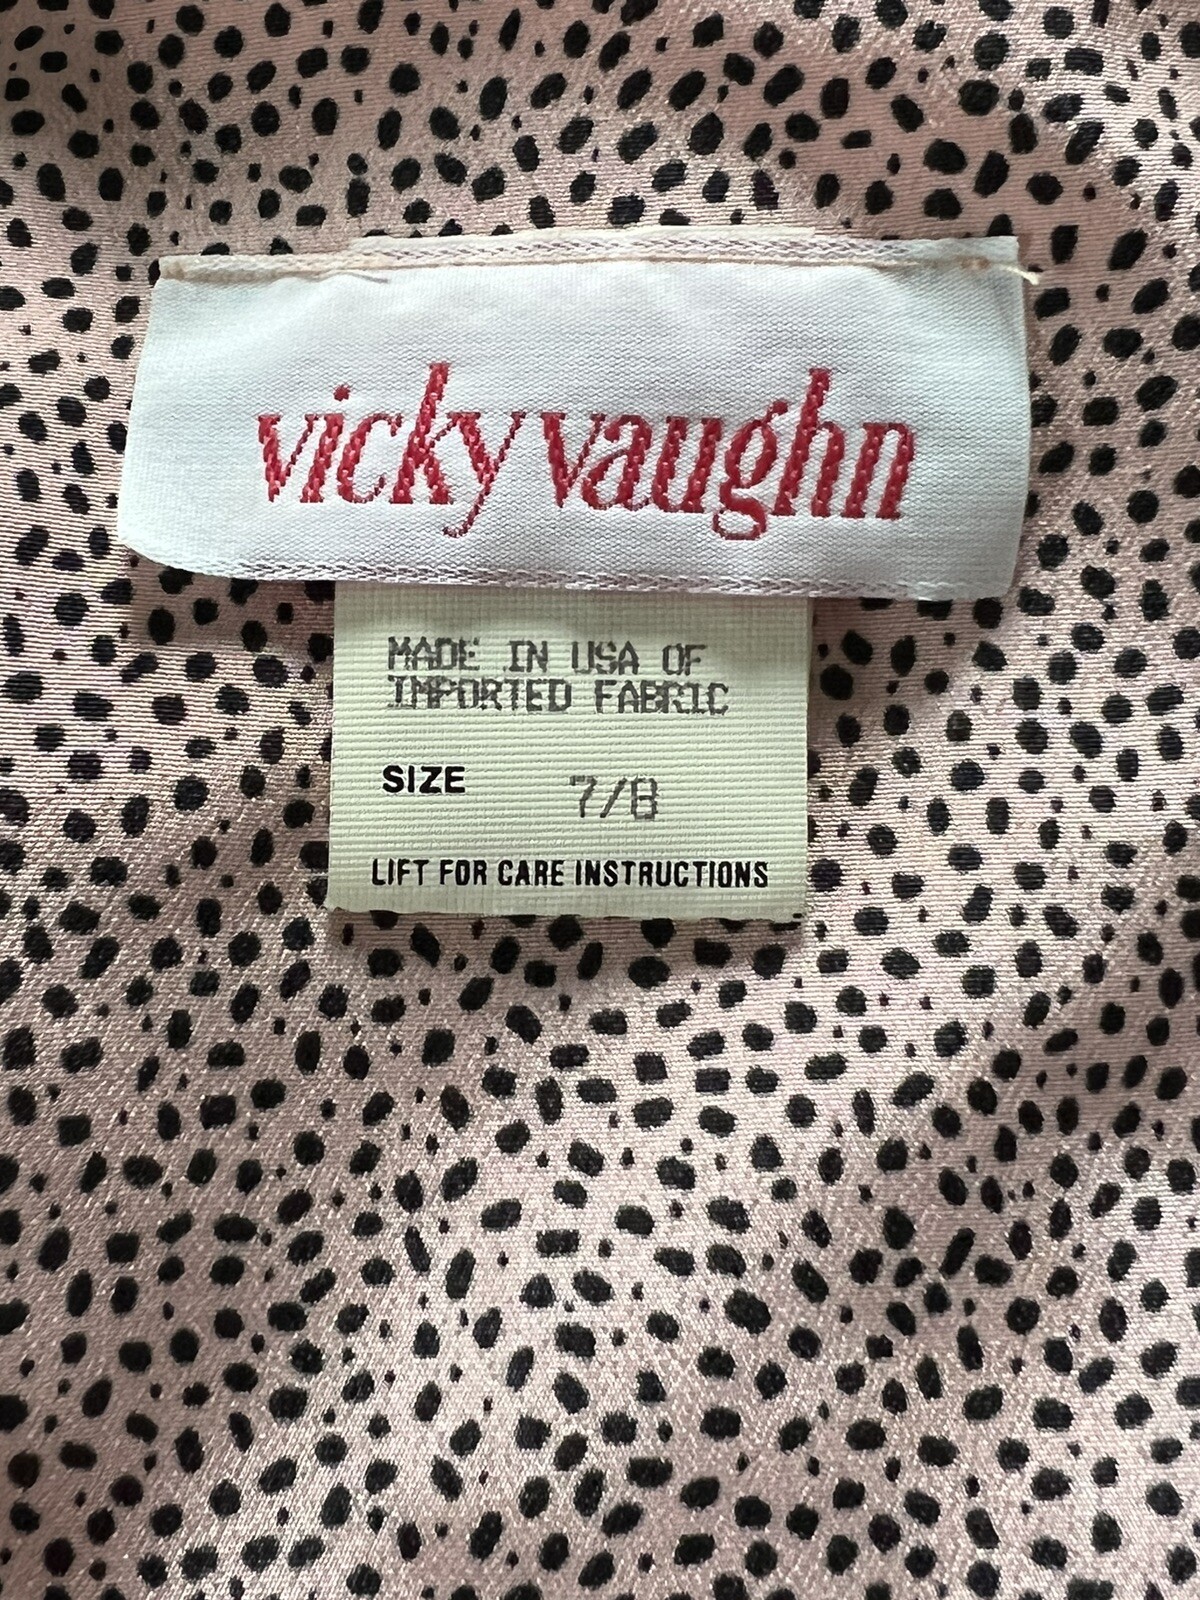 vicky vaughn
MADE IN USA OF
IMPORTED FABRIC
SIZE 7/8
LIFT FOR CARE INSTRUCTIONS